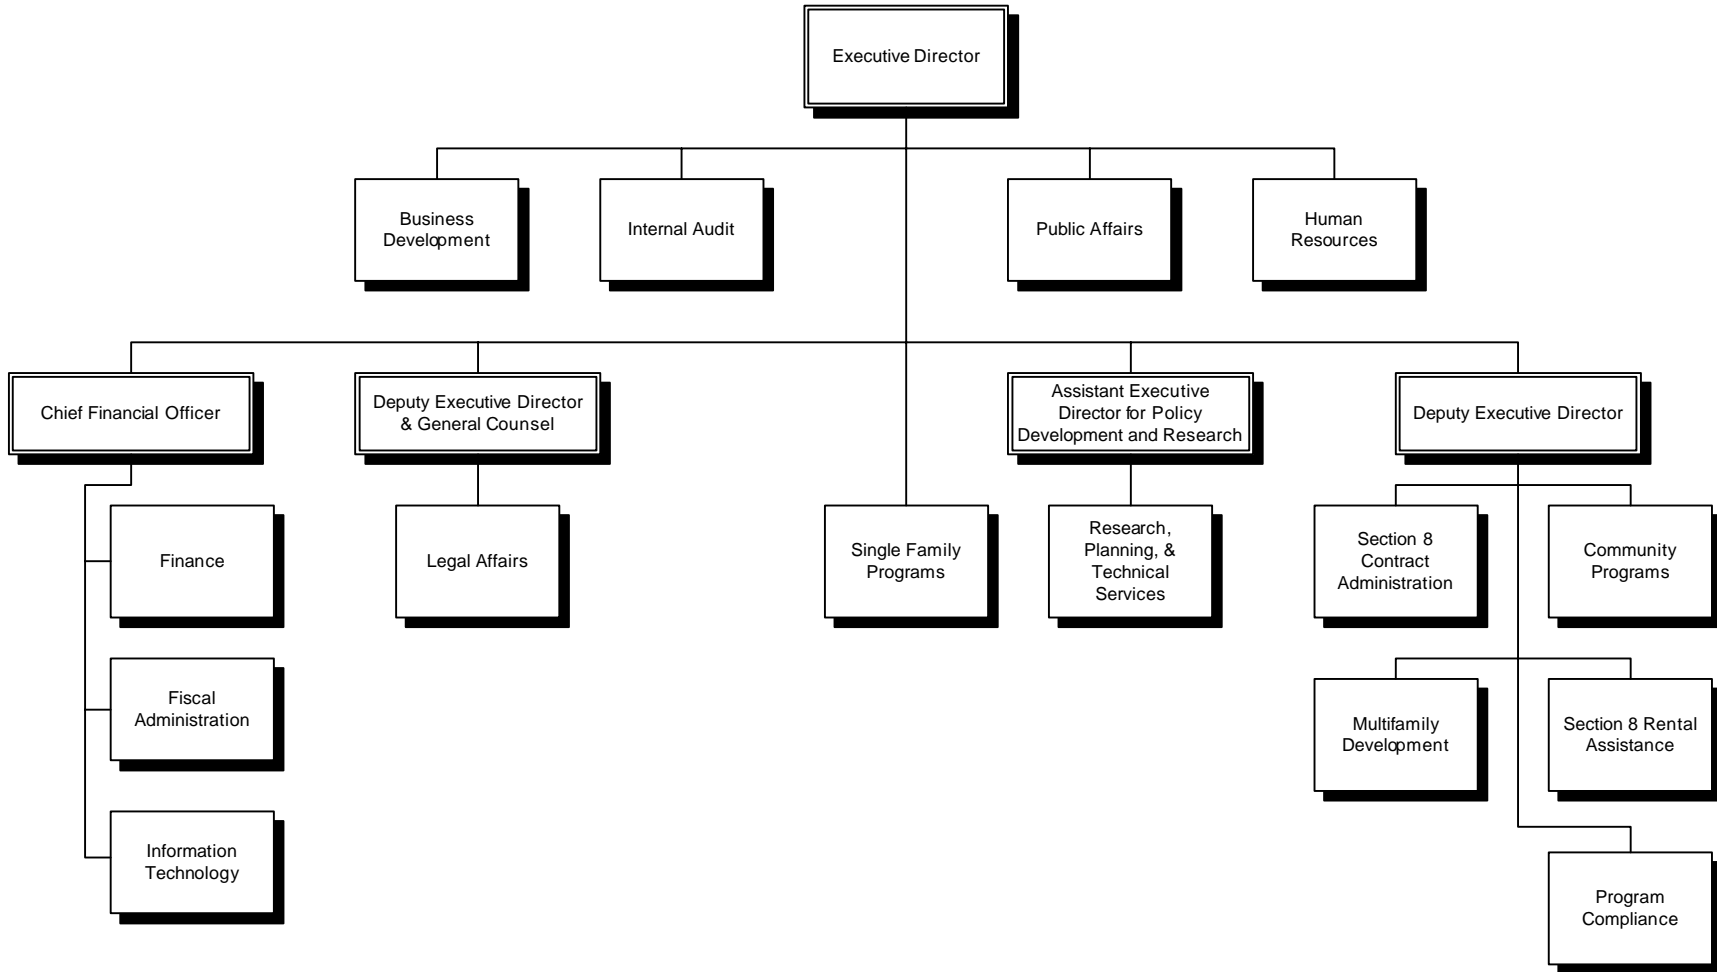 Executive Director
Business
Development
Internal Audit
Public Affairs
Human
Resources
Chief Financial Officer
Deputy Executive Director
& General Counsel
Assistant Executive
Director for Policy
Development and Research
Deputy Executive Director
Finance
Legal Affairs
Single Family
Programs
Research,
Planning, &
Technical
Services
Section 8
Contract
Administration
Community
Programs
Fiscal
Administration
Multifamily
Development
Section 8 Rental
Assistance
Information
Technology
Program
Compliance